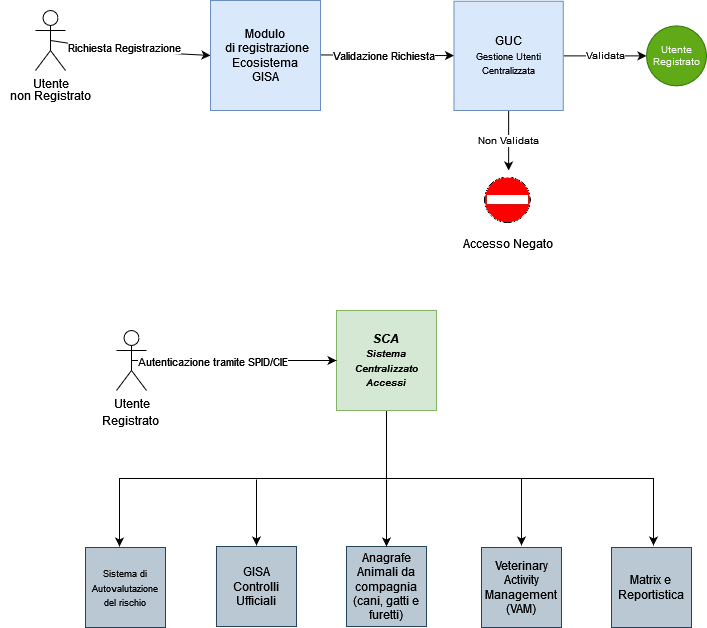 Utente
non Registrato
Richiesta Registrazione
Modulo
di registrazione
Ecosistema
GISA
Validazione Richiesta
GUC
Gestione Utenti
Centralizzata
Validata
Utente
Registrato
Non Validata
Accesso Negato
Utente
Registrato
Autenticazione tramite SPID/CIE
SCA
Sistema
Centralizzato
Accessi
Sistema di
Autovalutazione
del rischio
GISA
Controlli
Ufficiali
Anagrafe
Animali da
compagnia
(cani, gatti e
furetti)
Veterinary
Activity
Management
(VAM)
Matrix e
Reportistica